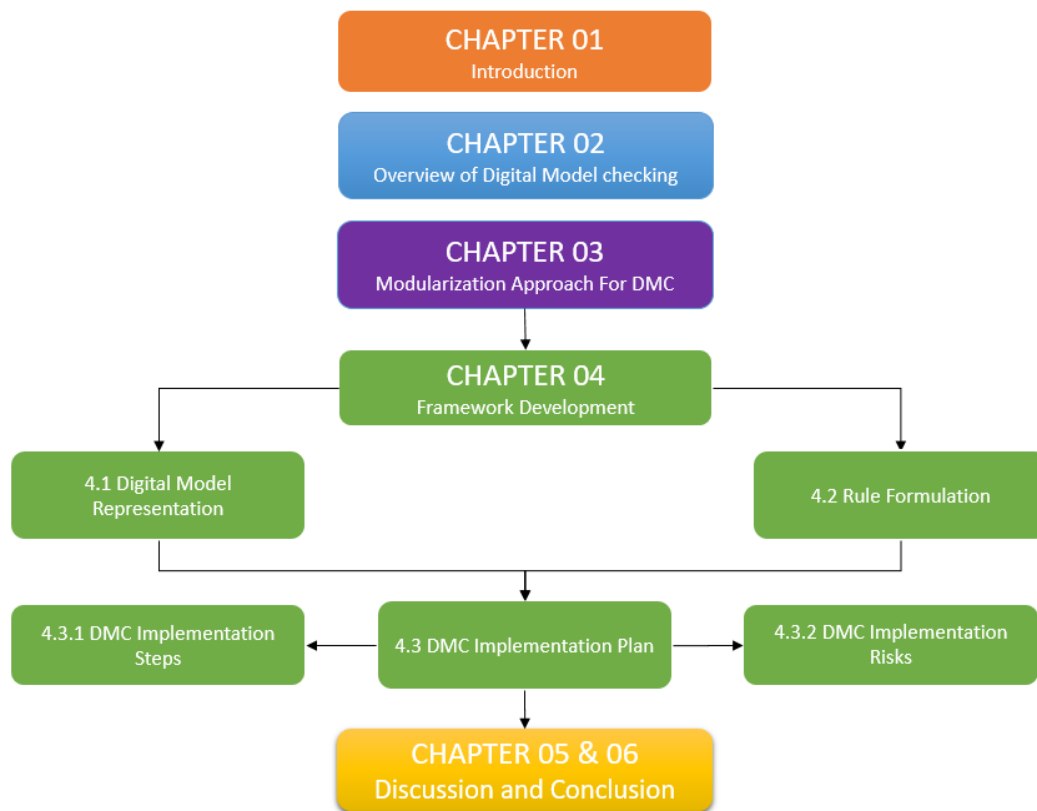 CHAPTER 01
Introduction
CHAPTER 02
Overview of Digital Model checking
CHAPTER 03
Modularization Approach For DMC
CHAPTER 04
Framework Development
4.1 Digital Model
Representation
4.2 Rule Formulation
4.3.1 DMC Implementation
Steps
4.3 DMC Implementation Plan
4.3.2 DMC Implementation
Risks
CHAPTER 05 & 06
Discussion and Conclusion